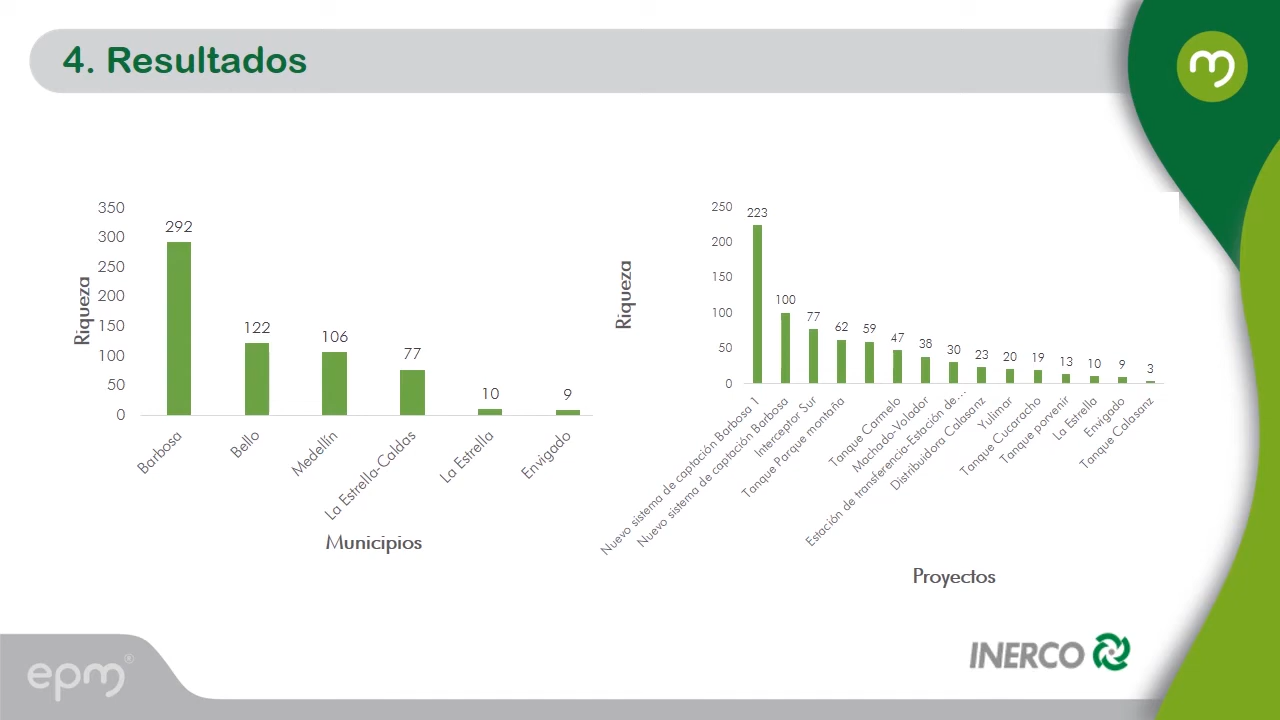 4. Resultados
Riqueza
350
300
250
200
150
100
50
0
292
122
106
77
10
9
Barbosa
Bello
Medellín
La Estrella-Caldas
La Estrella
Envigado
Municipios
Riqueza
250
200
150
100
50
0
223
100
77
62
59
47
38
30
23
20
19
13
10
9
3
Nuevo sistema de captación Barbosa 1
Nuevo sistema de captación Barbosa
Interceptor Sur
Tanque Parque montaña
Tanque Carmelo
Machado-Valador
Estación de transferencia-Estación de...
Distribuidora Calasanz
Yulimar
Tanque Cucaracho
Tanque porvenir
La Estrella
Envigado
Tanque Calasanz
Proyectos
epm®
INERCO